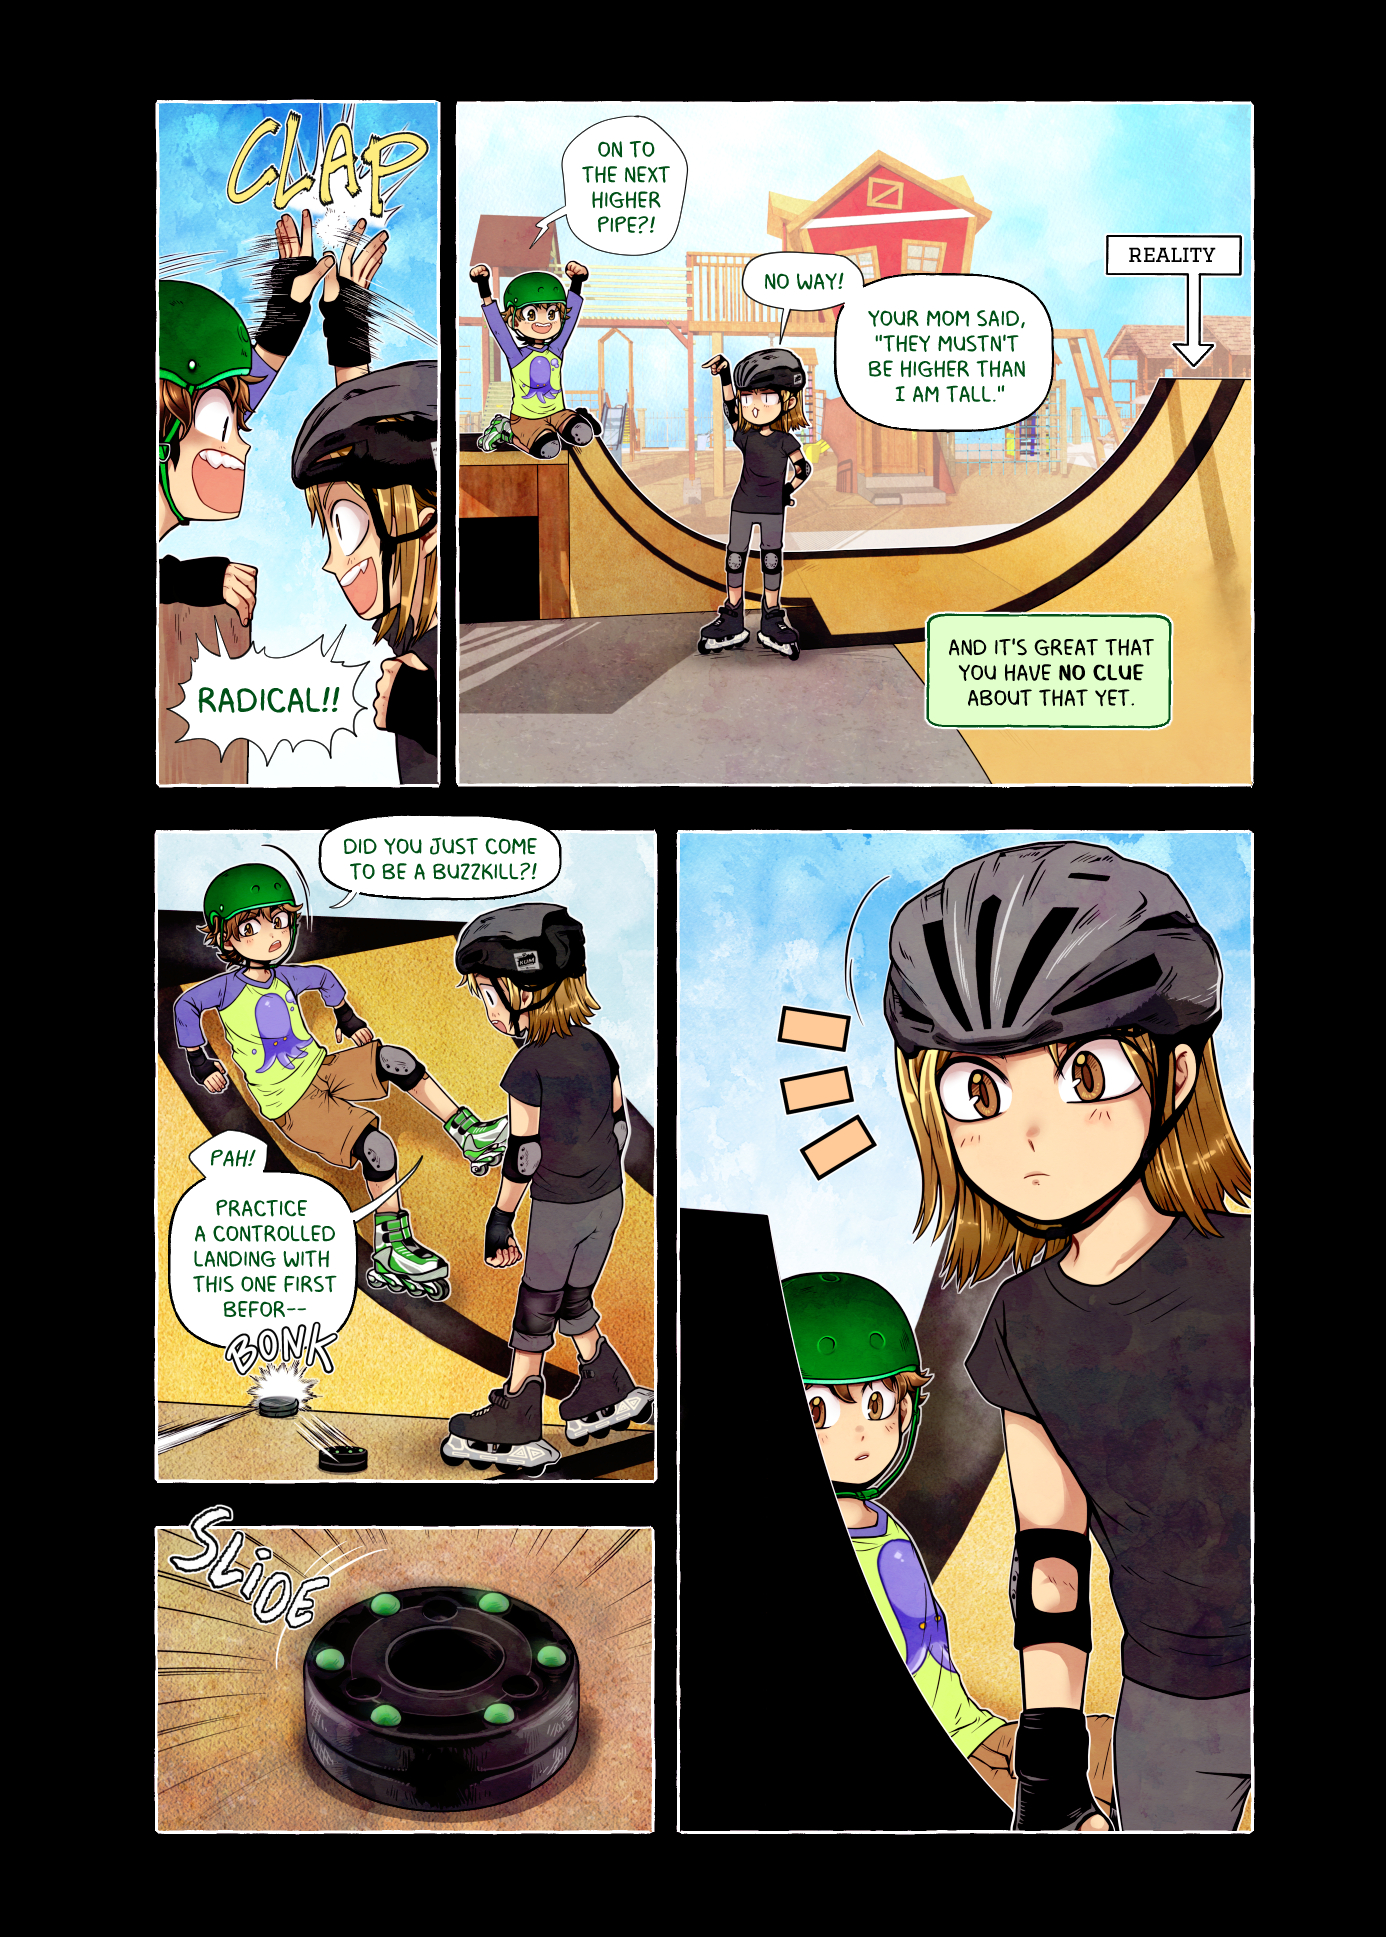 CLAP
RADICAL!!
ON TO
THE NEXT
HIGHER
PIPE?!
NO WAY!
YOUR MOM SAID,
"THEY MUSTN'T
BE HIGHER THAN
I AM TALL."
REALITY
AND IT'S GREAT THAT
YOU HAVE NO CLUE
ABOUT THAT YET.
DID YOU JUST COME
TO BE A BUZZKILL?!
PAH!
PRACTICE
A CONTROLLED
LANDING WITH
THIS ONE FIRST
BEFOR--
BONK
SLIDE